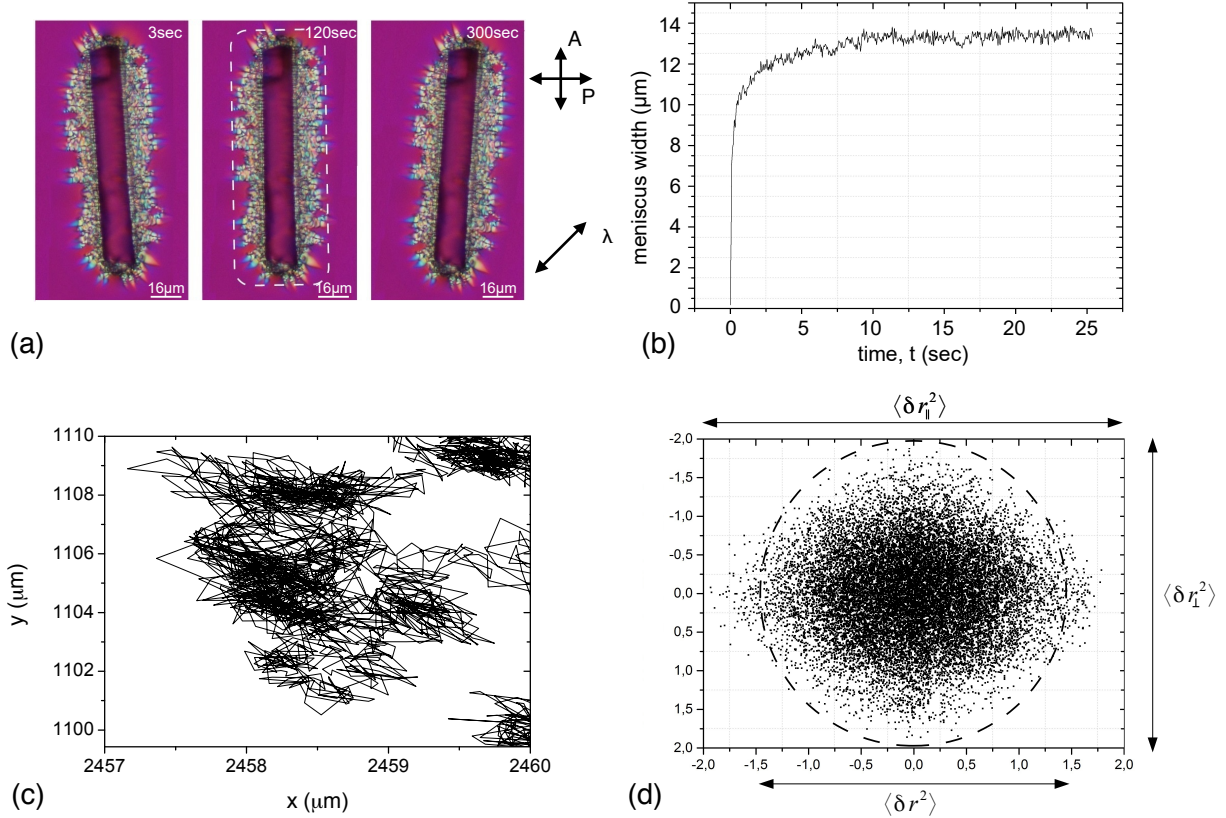 3sec
120sec
300sec
A
P
λ
16μm
16μm
16μm
(a)
14
13
12
10
8
6
4
2
0
meniscus width (μm)
0
5
10
15
20
25
time, t (sec)
(b)
1110
1108
1106
1104
1102
1100
y (μm)
2457
2458
2459
2460
x (μm)
(c)
⟨δ r∥²⟩
-2,0
-1,5
-1,0
-0,5
0,0
0,5
1,0
1,5
2,0
-2,0
-1,5
-1,0
-0,5
0,0
0,5
1,0
1,5
2,0
⟨δ r⊥²⟩
⟨δ r²⟩
(d)